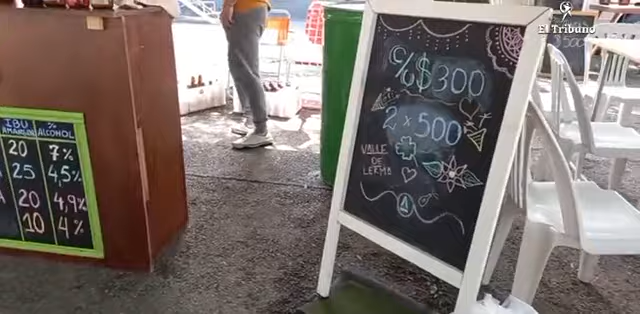 El Tribuno
IBU % 
AMARGOR ALCOHOL
20 7%
25 4,5%
20 4,9%
10 4%
c/ $300
2 x 500
VALLE
DE
LERMA
A